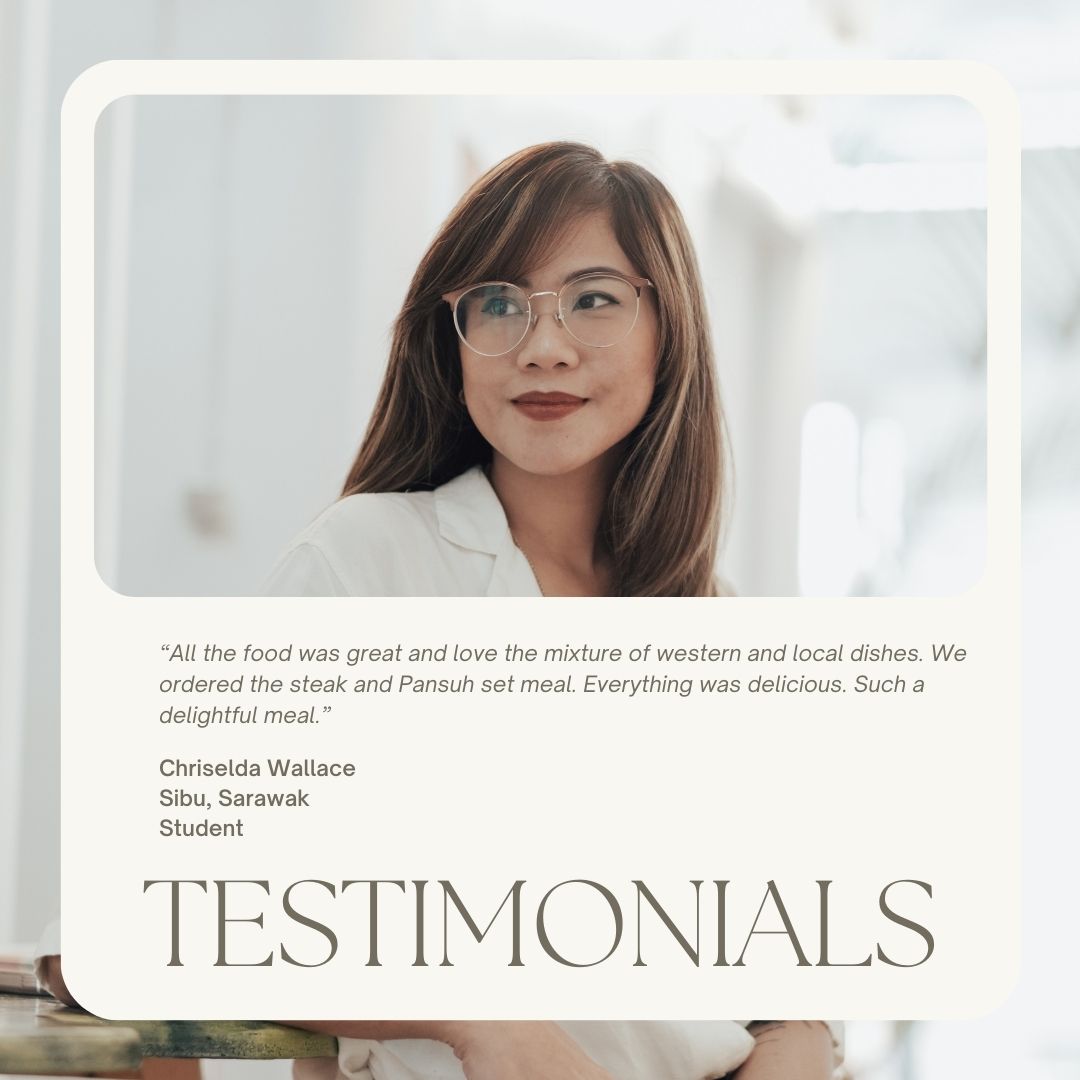 “All the food was great and love the mixture of western and local dishes. We
ordered the steak and Pansuh set meal. Everything was delicious. Such a
delightful meal.”
Chriselda Wallace
Sibu, Sarawak
Student
TESTIMONIALS